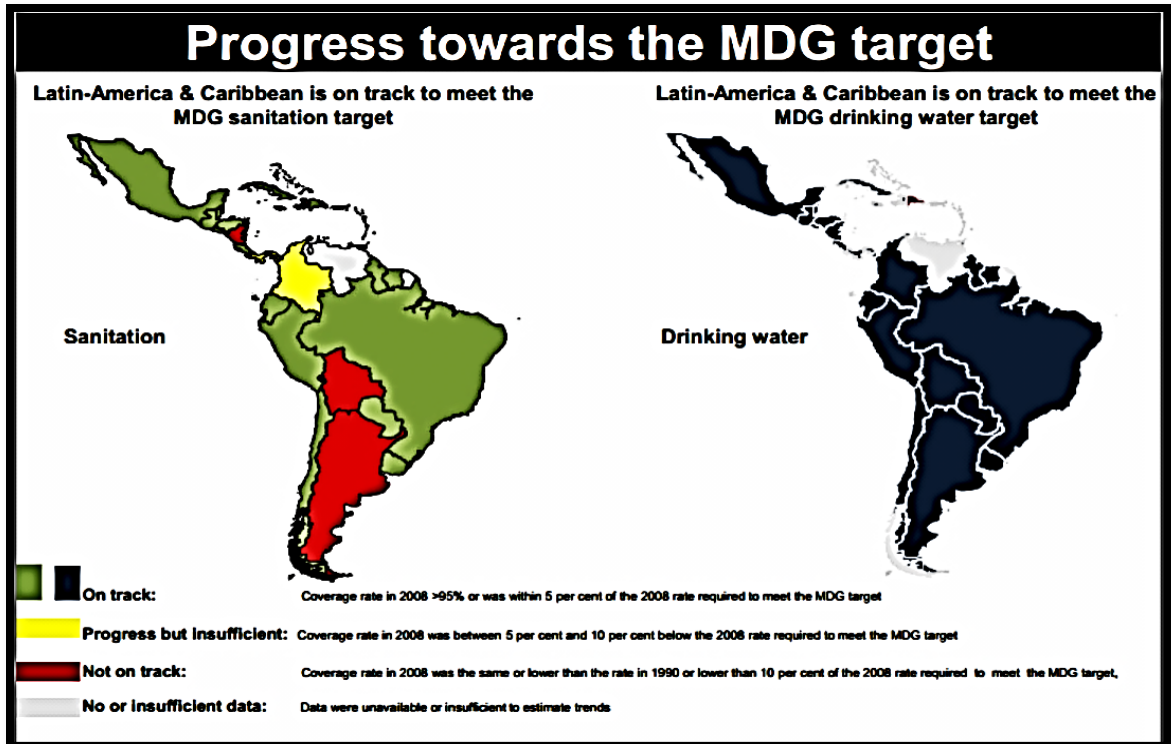 Progress towards the MDG target
Latin-America & Caribbean is on track to meet the
MDG sanitation target
Latin-America & Caribbean is on track to meet the
MDG drinking water target
Sanitation
Drinking water
On track: Coverage rate in 2008 >95% or was within 5 per cent of the 2008 rate required to meet the MDG target
Progress but Insufficient: Coverage rate in 2008 was between 5 per cent and 10 per cent below the 2008 rate required to meet the MDG target
Not on track: Coverage rate in 2008 was the same or lower than the rate in 1990 or lower than 10 per cent of the 2008 rate required to meet the MDG target,
No or insufficient data: Data were unavailable or insufficient to estimate trends